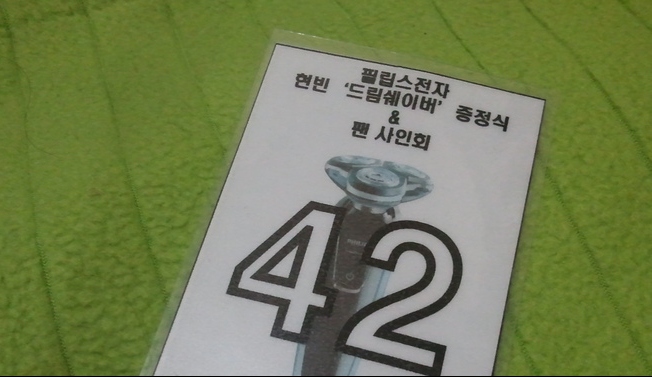 필립스전자
현빈 '드림쉐이버' 증정식
&
팬 사인회
42